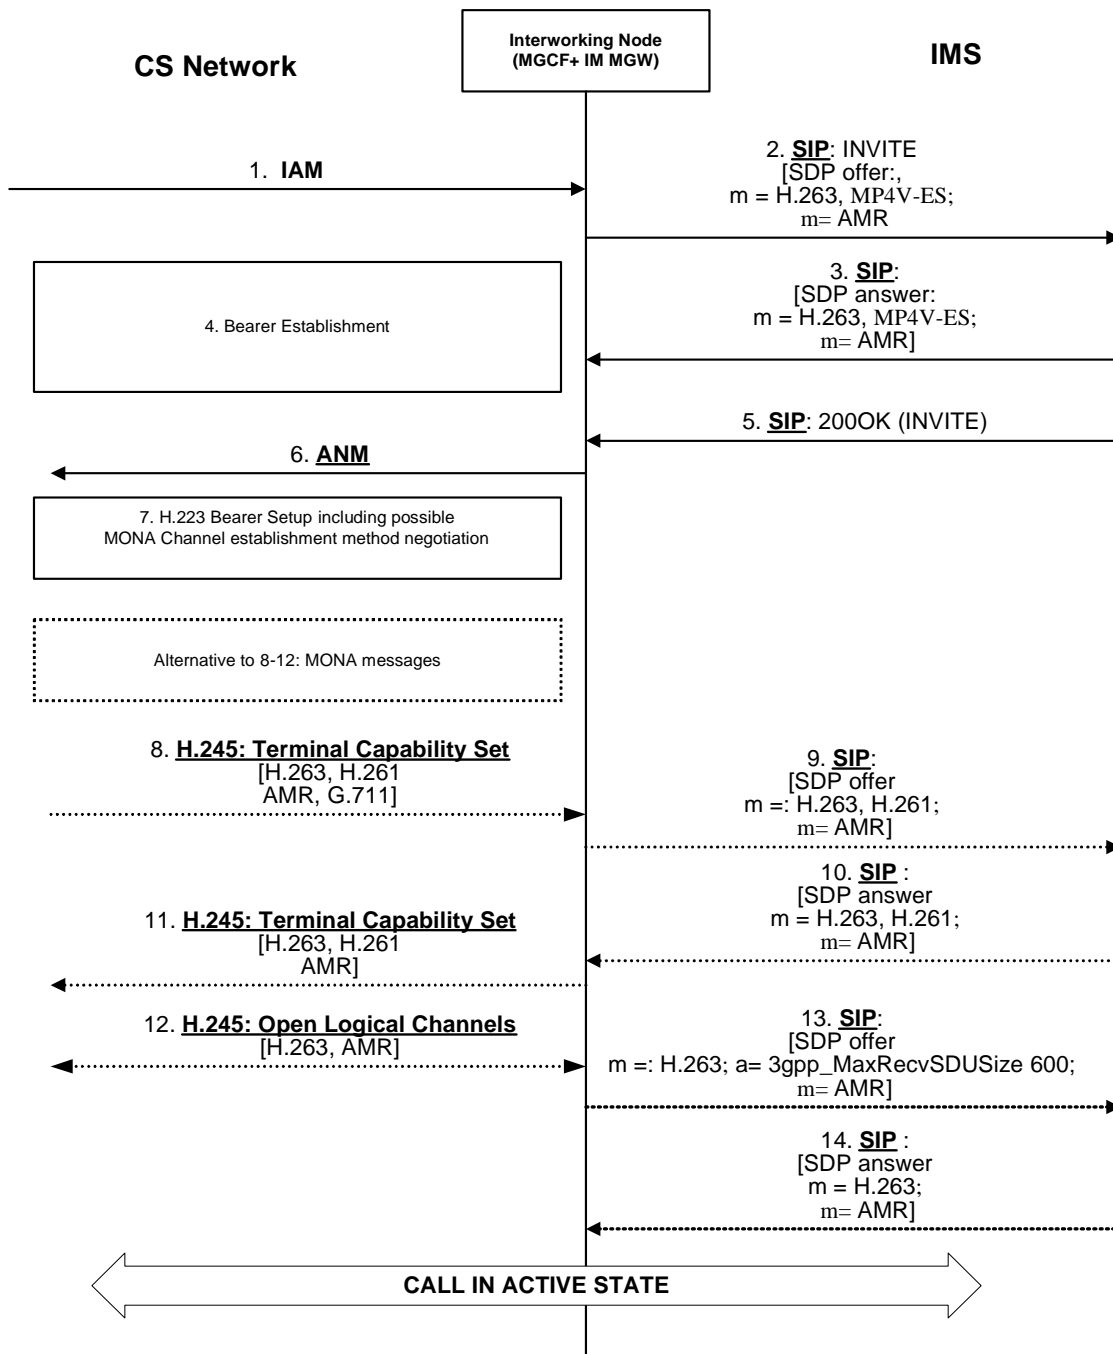 Interworking Node
(MGCF+ IM MGW)
CS Network
IMS
1. IAM
2. SIP: INVITE
[SDP offer:,
m = H.263, MP4V-ES;
m= AMR
3. SIP:
[SDP answer:
m = H.263, MP4V-ES;
m= AMR]
4. Bearer Establishment
5. SIP: 200OK (INVITE)
6. ANM
7. H.223 Bearer Setup including possible
MONA Channel establishment method negotiation
Alternative to 8-12: MONA messages
8. H.245: Terminal Capability Set
[H.263, H.261
AMR, G.711]
9. SIP:
[SDP offer
m =: H.263, H.261;
m= AMR]
10. SIP :
[SDP answer
m = H.263, H.261;
m= AMR]
11. H.245: Terminal Capability Set
[H.263, H.261
AMR]
12. H.245: Open Logical Channels
[H.263, AMR]
13. SIP:
[SDP offer
m =: H.263; a= 3gpp_MaxRecvSDUSize 600;
m= AMR]
14. SIP :
[SDP answer
m = H.263;
m= AMR]
CALL IN ACTIVE STATE